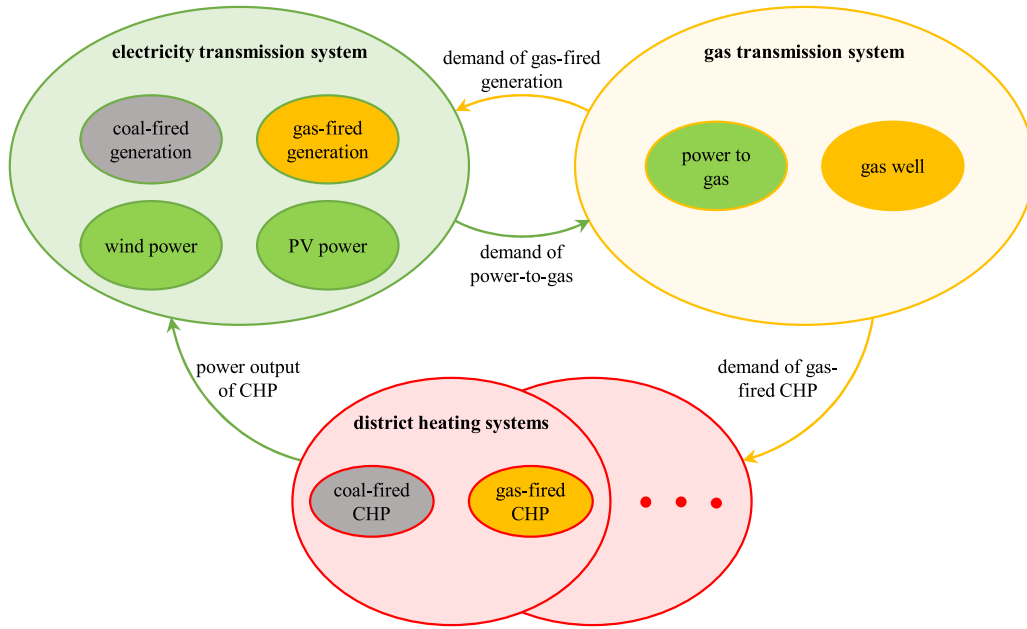 electricity transmission system
coal-fired
generation
gas-fired
generation
wind power
PV power
demand of gas-fired
generation
demand of
power-to-gas
gas transmission system
power to
gas
gas well
power output
of CHP
demand of gas-
fired CHP
district heating systems
coal-fired
CHP
gas-fired
CHP